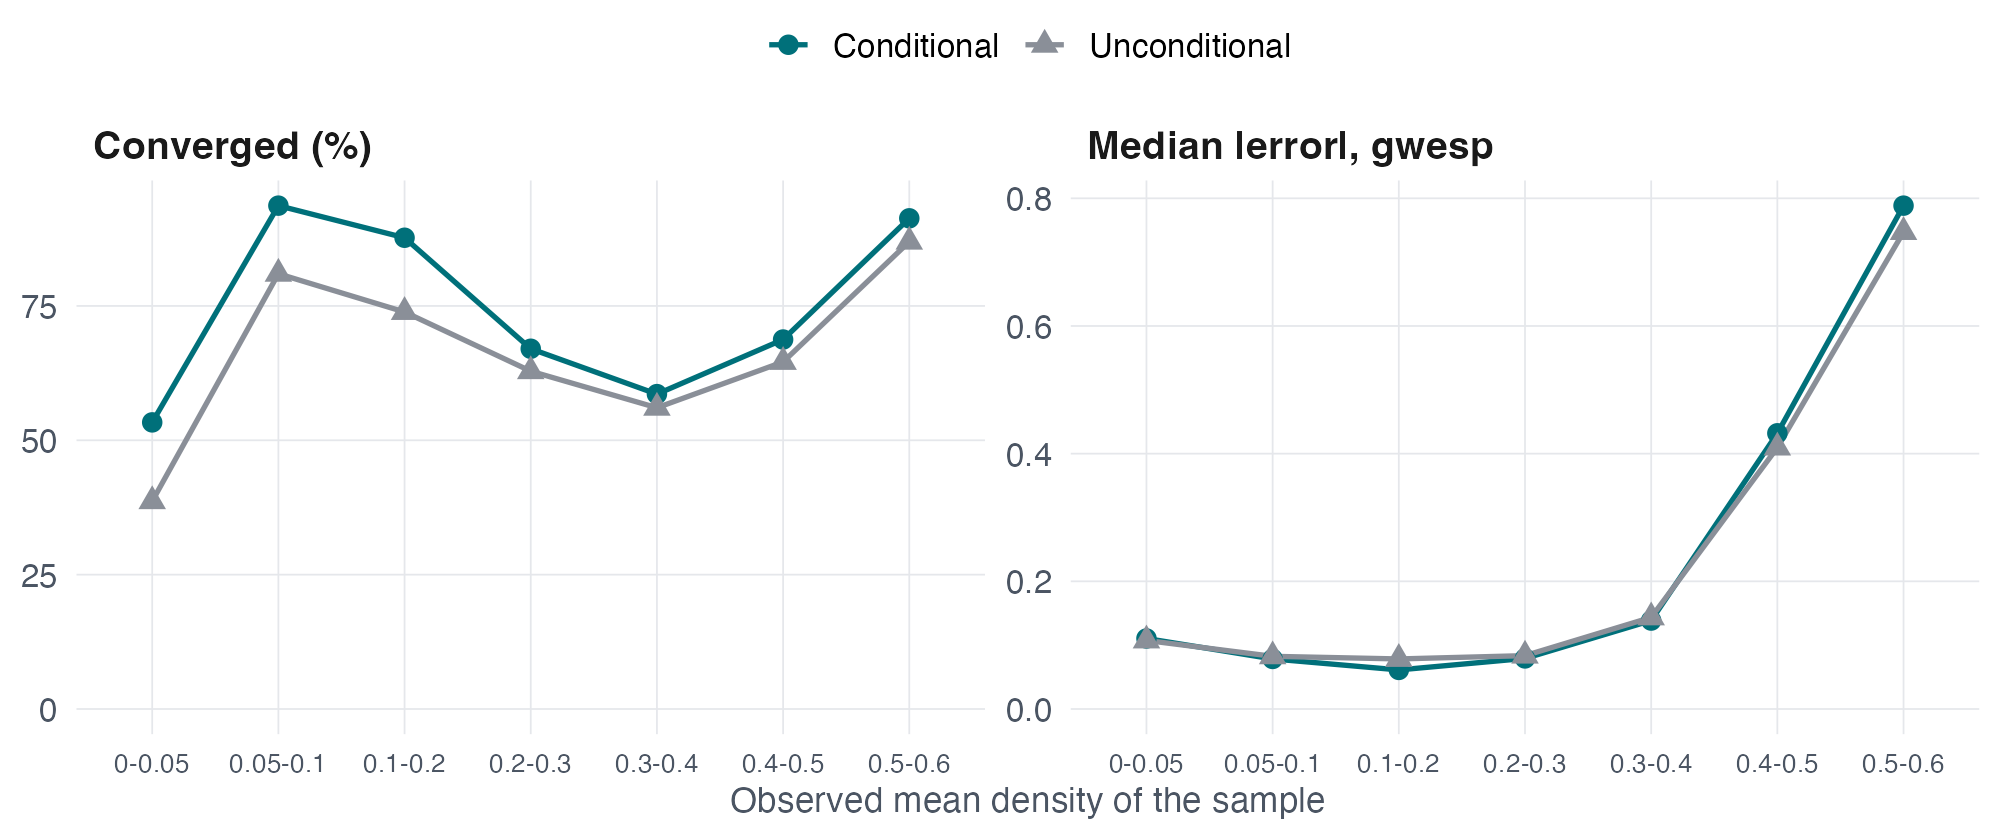 Conditional Unconditional
Converged (%)
Median lerrorl, gwesp
75
50
25
0
0.8
0.6
0.4
0.2
0.0
0-0.05 0.05-0.1 0.1-0.2 0.2-0.3 0.3-0.4 0.4-0.5 0.5-0.6
0-0.05 0.05-0.1 0.1-0.2 0.2-0.3 0.3-0.4 0.4-0.5 0.5-0.6
Observed mean density of the sample